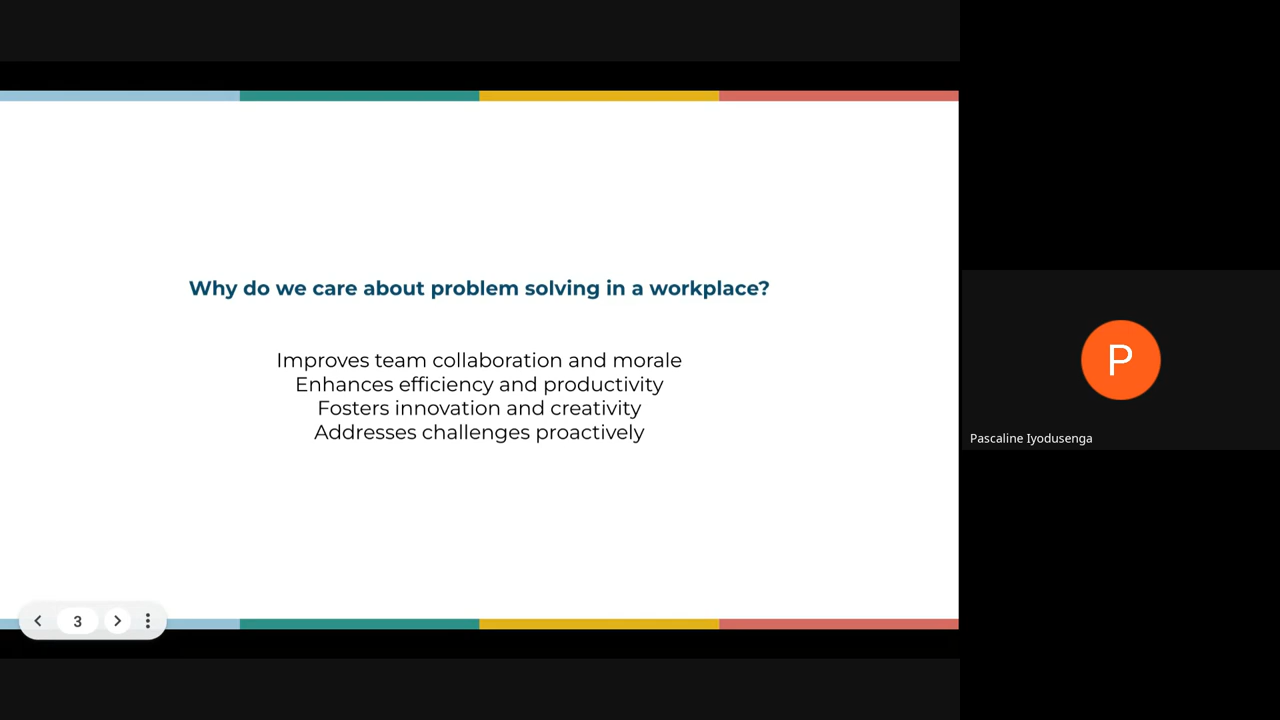 Why do we care about problem solving in a workplace?
Improves team collaboration and morale
Enhances efficiency and productivity
Fosters innovation and creativity
Addresses challenges proactively
3
P
Pascaline Iyodusenga